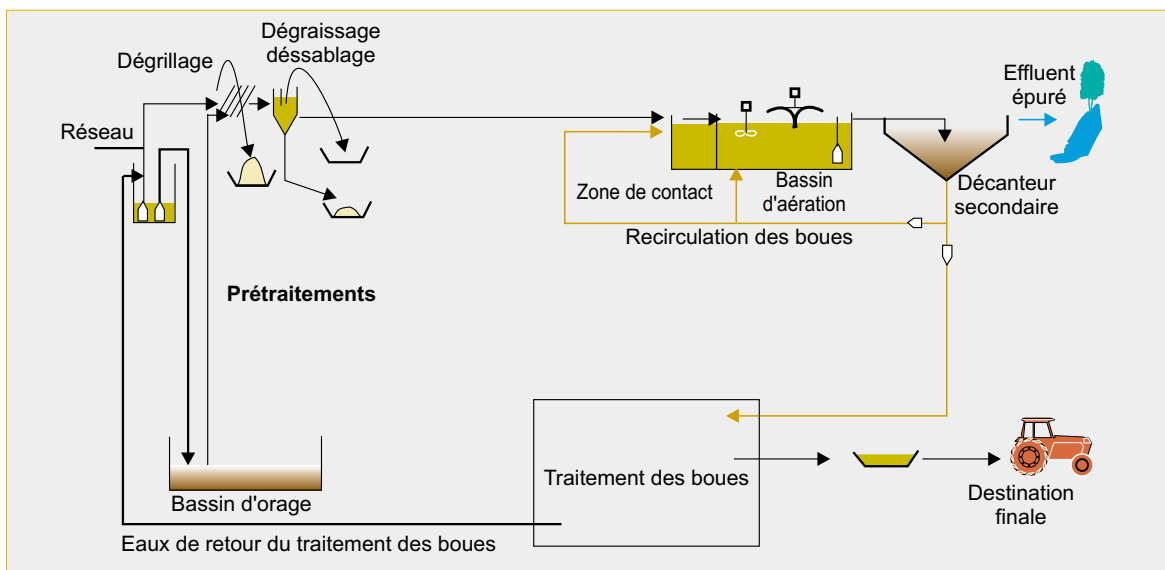 Dégraissage
déssablage
Dégrillage
Effluent
épuré
Réseau
Zone de contact
Bassin
d'aération
Décanteur
secondaire
Recirculation des boues
Prétraitements
Traitement des boues
Bassin d'orage
Destination
finale
Eaux de retour du traitement des boues